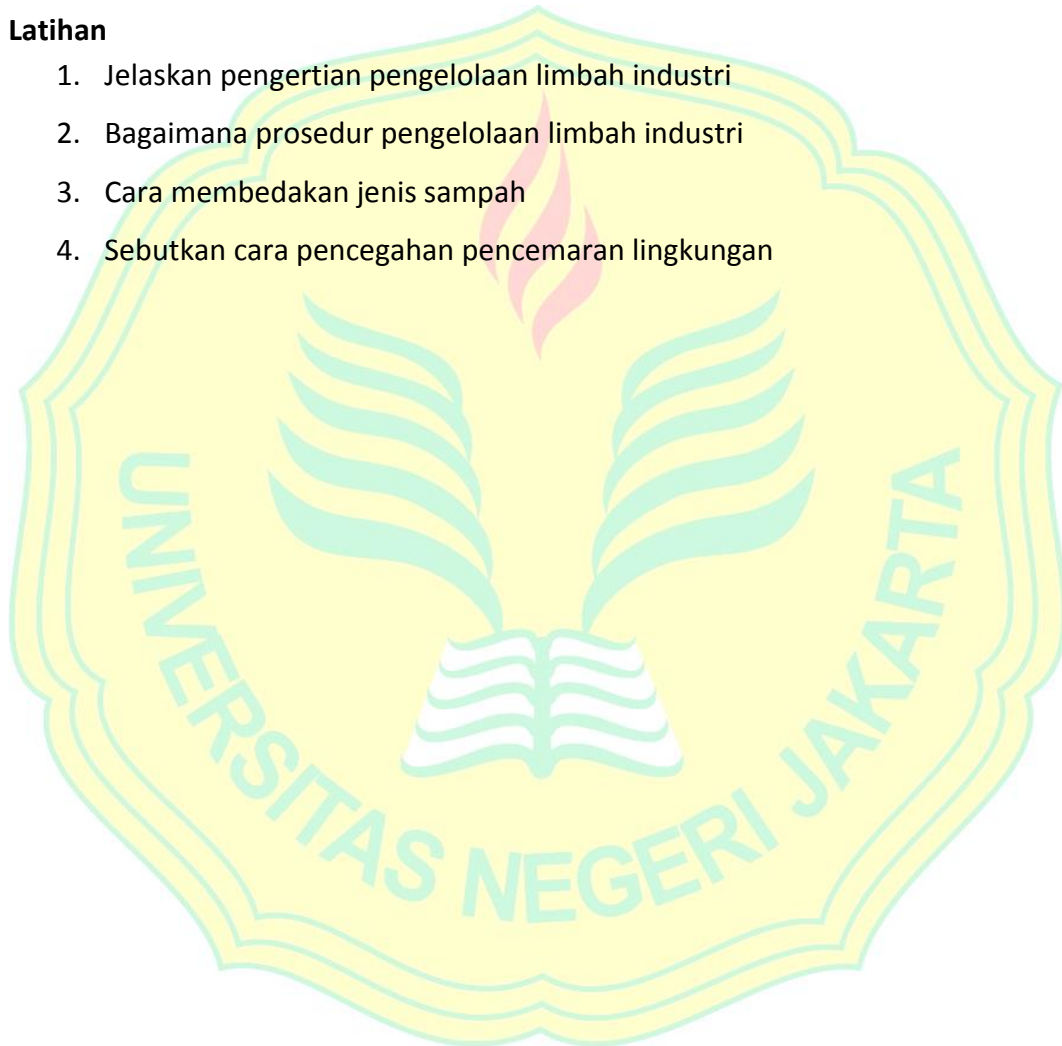 Latihan
1. Jelaskan pengertian pengelolaan limbah industri
2. Bagaimana prosedur pengelolaan limbah industri
3. Cara membedakan jenis sampah
4. Sebutkan cara pencegahan pencemaran lingkungan
UNIVERSITAS NEGERI JAKARTA